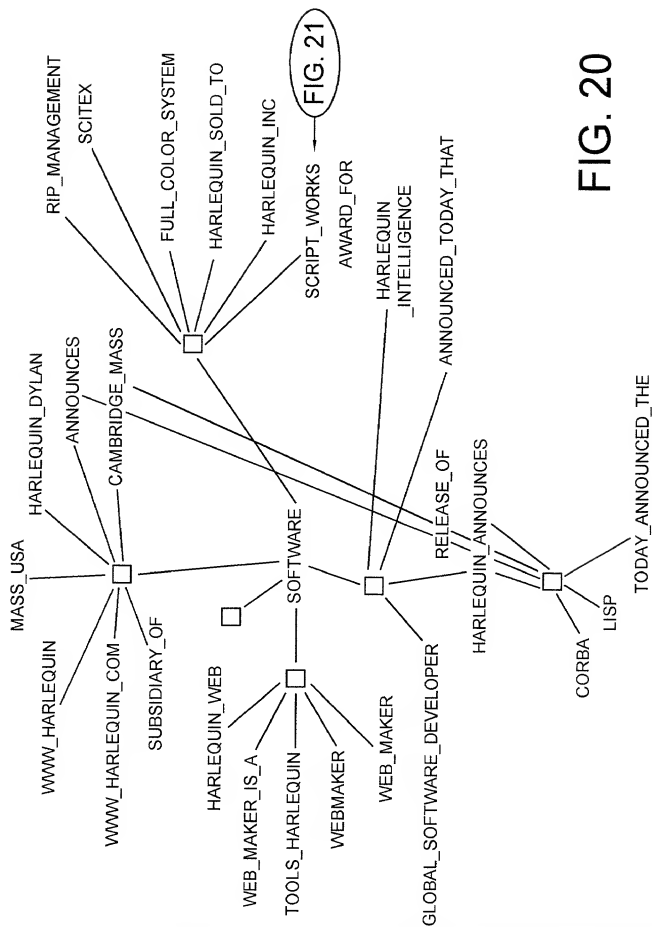 RIP_MANAGEMENT
SCITEX
FULL_COLOR_SYSTEM
HARLEQUIN_SOLD_TO
HARLEQUIN_INC
FIG. 21
SCRIPT_WORKS
AWARD_FOR
HARLEQUIN
_INTELLIGENCE
ANNOUNCED_TODAY_THAT
MASS_USA
HARLEQUIN_DYLAN
ANNOUNCES
CAMBRIDGE_MASS
WWW_HARLEQUIN
WWW_HARLEQUIN_COM
SUBSIDIARY_OF
SOFTWARE
HARLEQUIN_WEB
WEB_MAKER_IS_A
TOOLS_HARLEQUIN
WEBMAKER
WEB_MAKER
GLOBAL_SOFTWARE_DEVELOPER
RELEASE_OF
HARLEQUIN_ANNOUNCES
CORBA
LISP
TODAY_ANNOUNCED_THE
FIG. 20